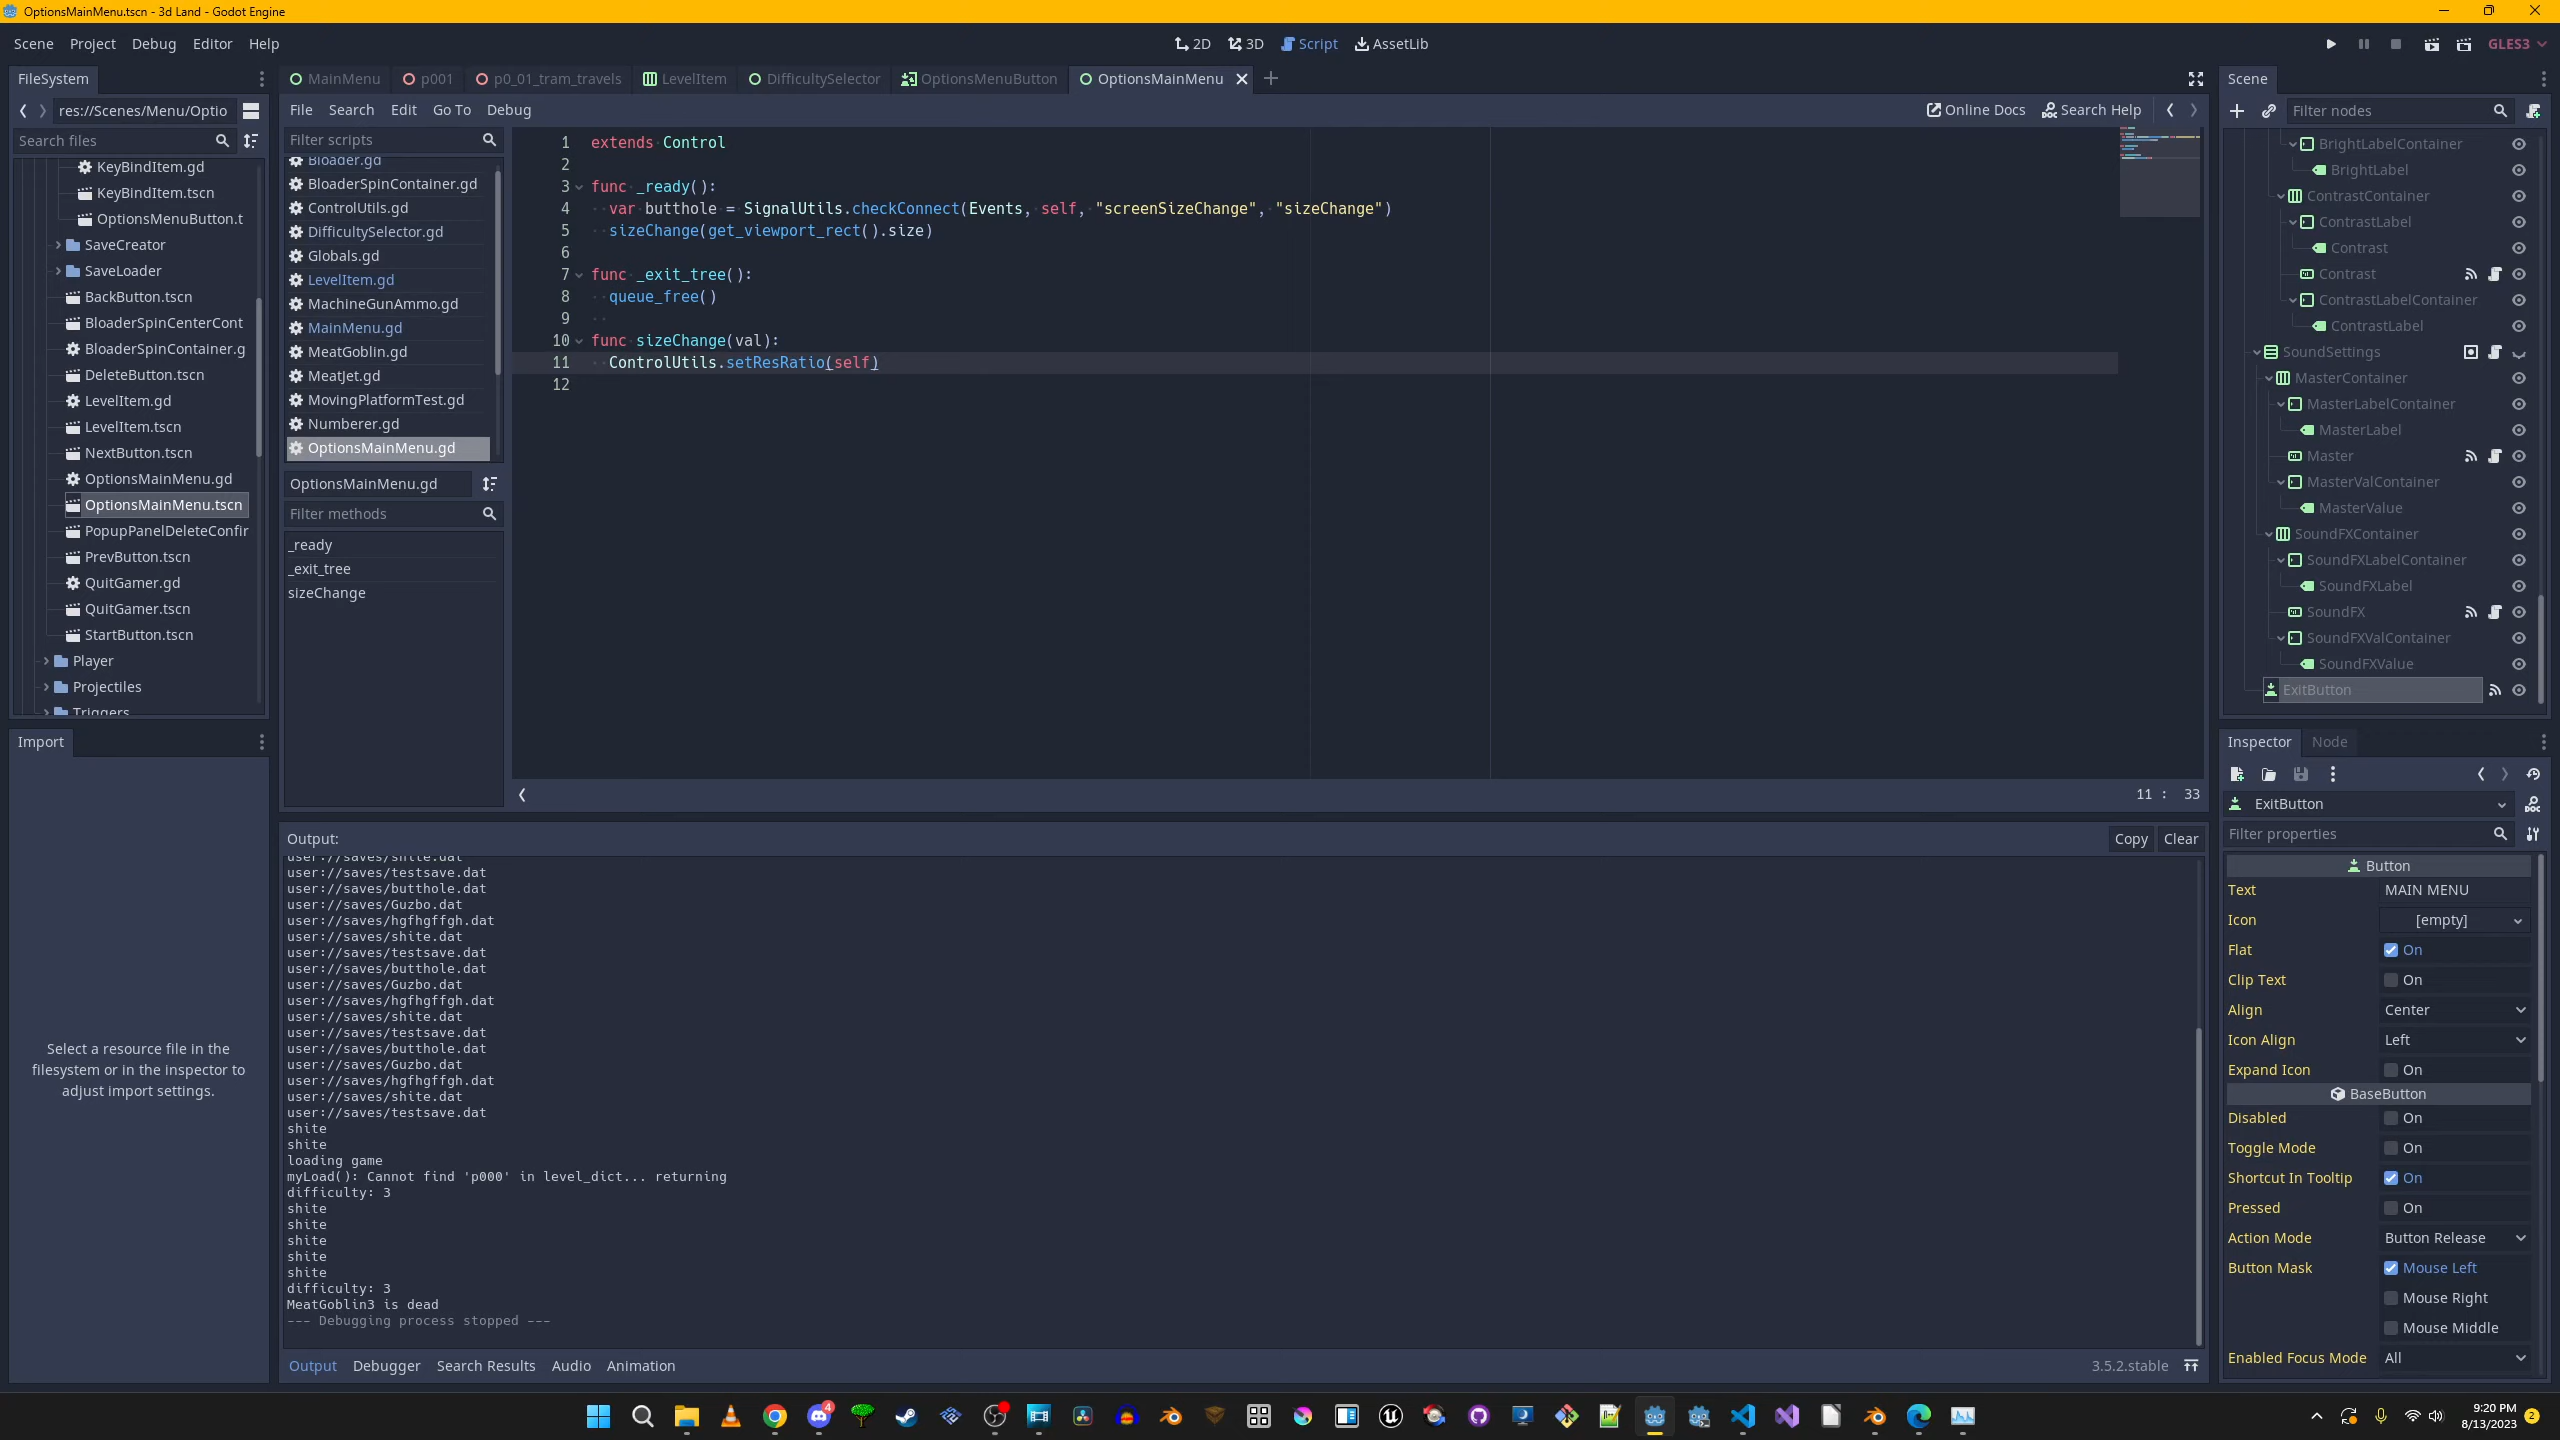 OptionsMainMenu.tscn - 3d Land - Godot Engine
Scene Project Debug Editor Help
2D 3D Script AssetLib
GLES3
FileSystem
res://Scenes/Menu/Optio
Search files
KeyBindItem.gd
KeyBindItem.tscn
OptionsMenuButton.t
SaveCreator
SaveLoader
BackButton.tscn
BloaderSpinCenterCont
BloaderSpinContainer.g
DeleteButton.tscn
LevelItem.gd
LevelItem.tscn
NextButton.tscn
OptionsMainMenu.gd
OptionsMainMenu.tscn
PopupPanelDeleteConfir
PrevButton.tscn
QuitGamer.gd
QuitGamer.tscn
StartButton.tscn
Player
Projectiles
Triggers
Import
Select a resource file in the
filesystem or in the inspector to
adjust import settings.
MainMenu p001 p0_01_tram_travels LevelItem DifficultySelector OptionsMenuButton OptionsMainMenu
File Search Edit Go To Debug
Online Docs Search Help
Filter scripts
Bloader.gd
BloaderSpinContainer.gd
ControlUtils.gd
DifficultySelector.gd
Globals.gd
LevelItem.gd
MachineGunAmmo.gd
MainMenu.gd
MeatGoblin.gd
MeatJet.gd
MovingPlatformTest.gd
Numberer.gd
OptionsMainMenu.gd
OptionsMainMenu.gd
Filter methods
_ready
_exit_tree
sizeChange
1 extends Control
2
3 func _ready():
4 var butthole = SignalUtils.checkConnect(Events, self, "screenSizeChange", "sizeChange")
5 sizeChange(get_viewport_rect().size)
6
7 func _exit_tree():
8 queue_free()
9
10 func sizeChange(val):
11 ControlUtils.setResRatio(self)
12
11 : 33
Output:
Copy Clear
user://saves/shite.dat
user://saves/testsave.dat
user://saves/butthole.dat
user://saves/Guzbo.dat
user://saves/hgfhgffgh.dat
user://saves/shite.dat
user://saves/testsave.dat
user://saves/butthole.dat
user://saves/Guzbo.dat
user://saves/hgfhgffgh.dat
user://saves/shite.dat
user://saves/testsave.dat
user://saves/butthole.dat
user://saves/Guzbo.dat
user://saves/hgfhgffgh.dat
user://saves/shite.dat
user://saves/testsave.dat
shite
shite
loading game
myLoad(): Cannot find 'p000' in level_dict... returning
difficulty: 3
shite
shite
shite
shite
shite
difficulty: 3
MeatGoblin3 is dead
--- Debugging process stopped ---
Output Debugger Search Results Audio Animation
3.5.2.stable
Scene
Filter nodes
BrightLabelContainer
BrightLabel
ContrastContainer
ContrastLabel
Contrast
Contrast
ContrastLabelContainer
ContrastLabel
SoundSettings
MasterContainer
MasterLabelContainer
MasterLabel
Master
MasterValContainer
MasterValue
SoundFXContainer
SoundFXLabelContainer
SoundFXLabel
SoundFX
SoundFXValContainer
SoundFXValue
ExitButton
Inspector Node
ExitButton
Filter properties
Button
Text MAIN MENU
Icon [empty]
Flat On
Clip Text On
Align Center
Icon Align Left
Expand Icon On
BaseButton
Disabled On
Toggle Mode On
Shortcut In Tooltip On
Pressed On
Action Mode Button Release
Button Mask Mouse Left
Mouse Right
Mouse Middle
Enabled Focus Mode All
4
9:20 PM
8/13/2023
2